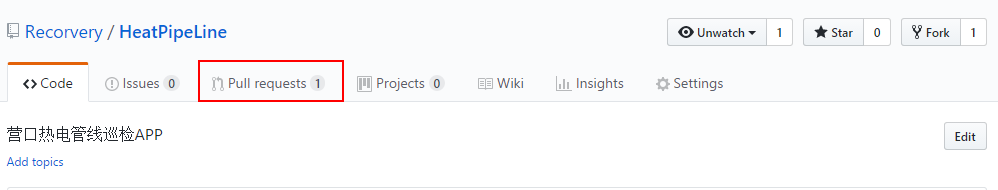 Recorvery / HeatPipeLine
Unwatch 1
Star 0
Fork 1
Code
Issues 0
Pull requests 1
Projects 0
Wiki
Insights
Settings
营口热电管线巡检APP
Edit
Add topics